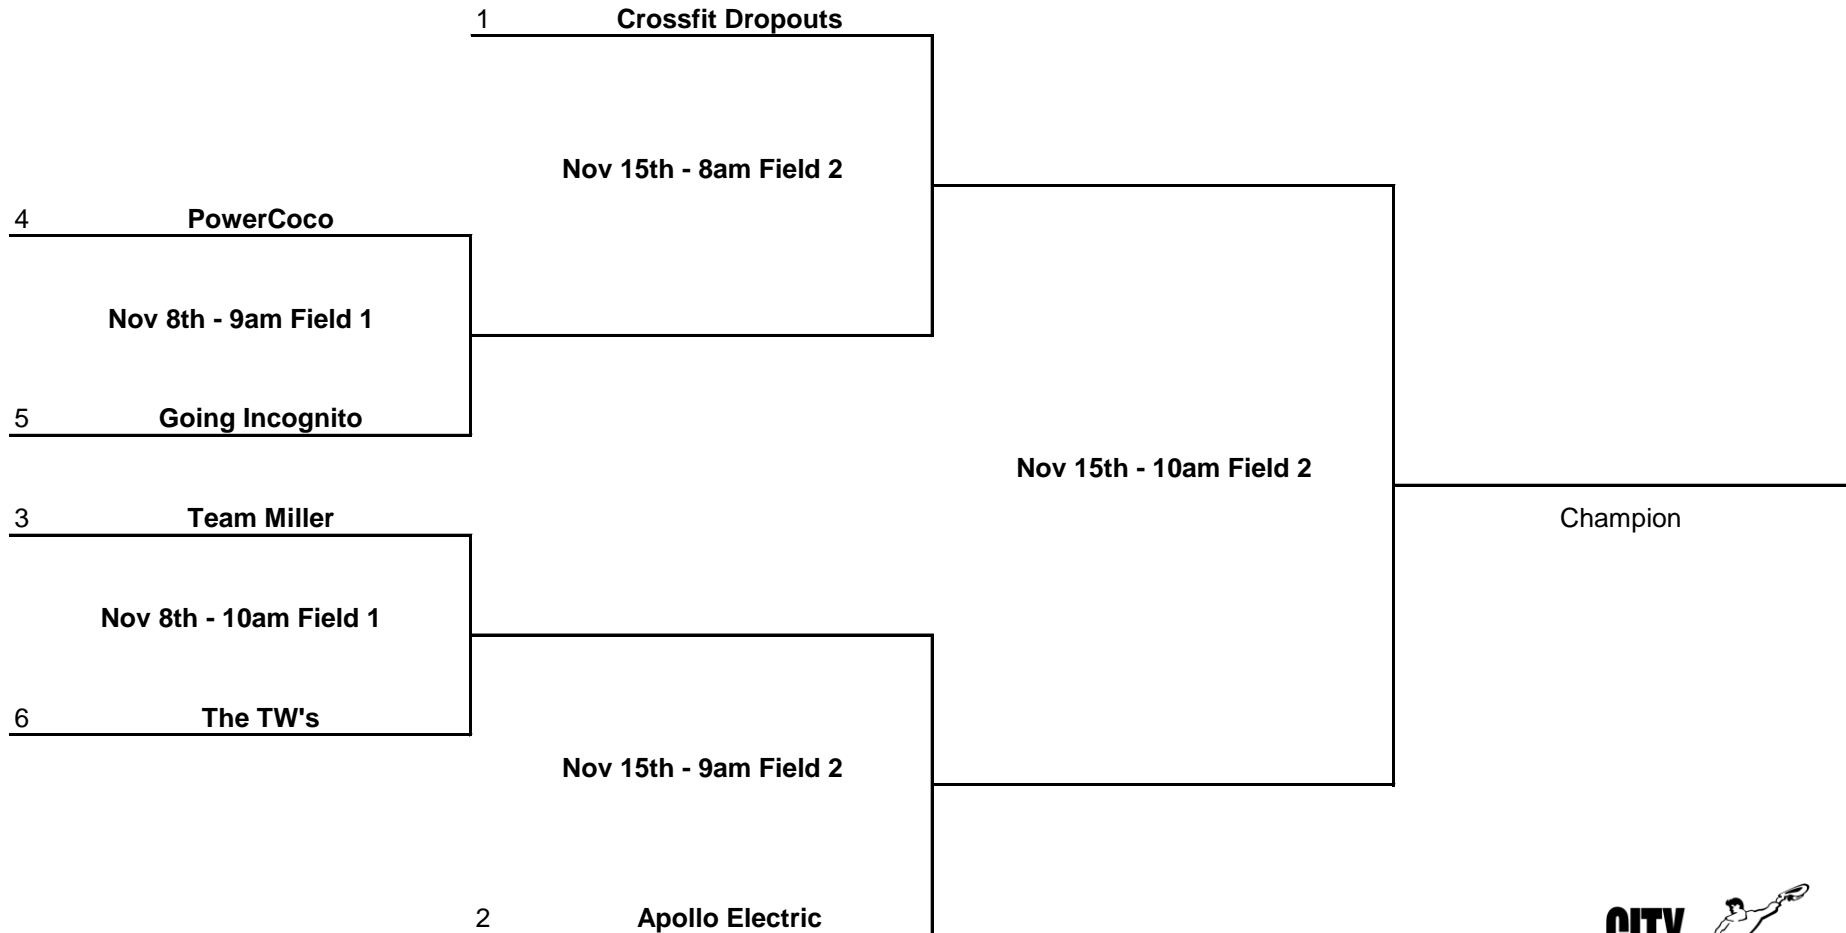 1 Crossfit Dropouts
Nov 15th - 8am Field 2
4 PowerCoco
Nov 8th - 9am Field 1
5 Going Incognito
Nov 15th - 10am Field 2
3 Team Miller
Champion
Nov 8th - 10am Field 1
6 The TW's
Nov 15th - 9am Field 2
2 Apollo Electric
CITY